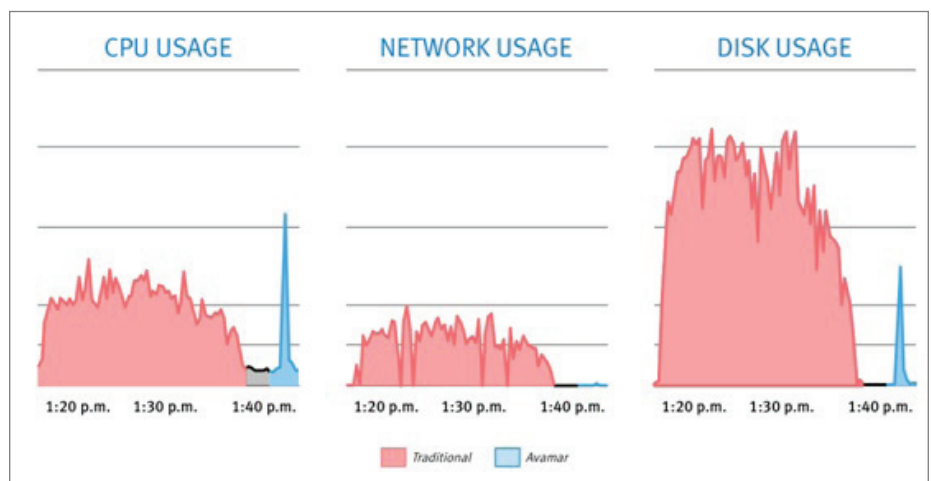 CPU USAGE
NETWORK USAGE
DISK USAGE
1:20 p.m. 1:30 p.m. 1:40 p.m.
1:20 p.m. 1:30 p.m. 1:40 p.m.
1:20 p.m. 1:30 p.m. 1:40 p.m.
Traditional
Avamar